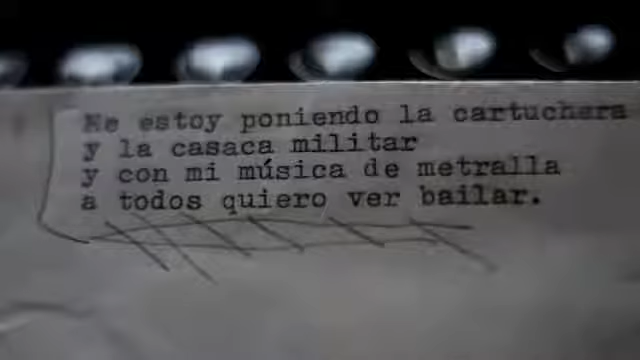 Me estoy poniendo la cartuchera
y la casaca militar
y con mi música de metralla
a todos quiero ver bailar.